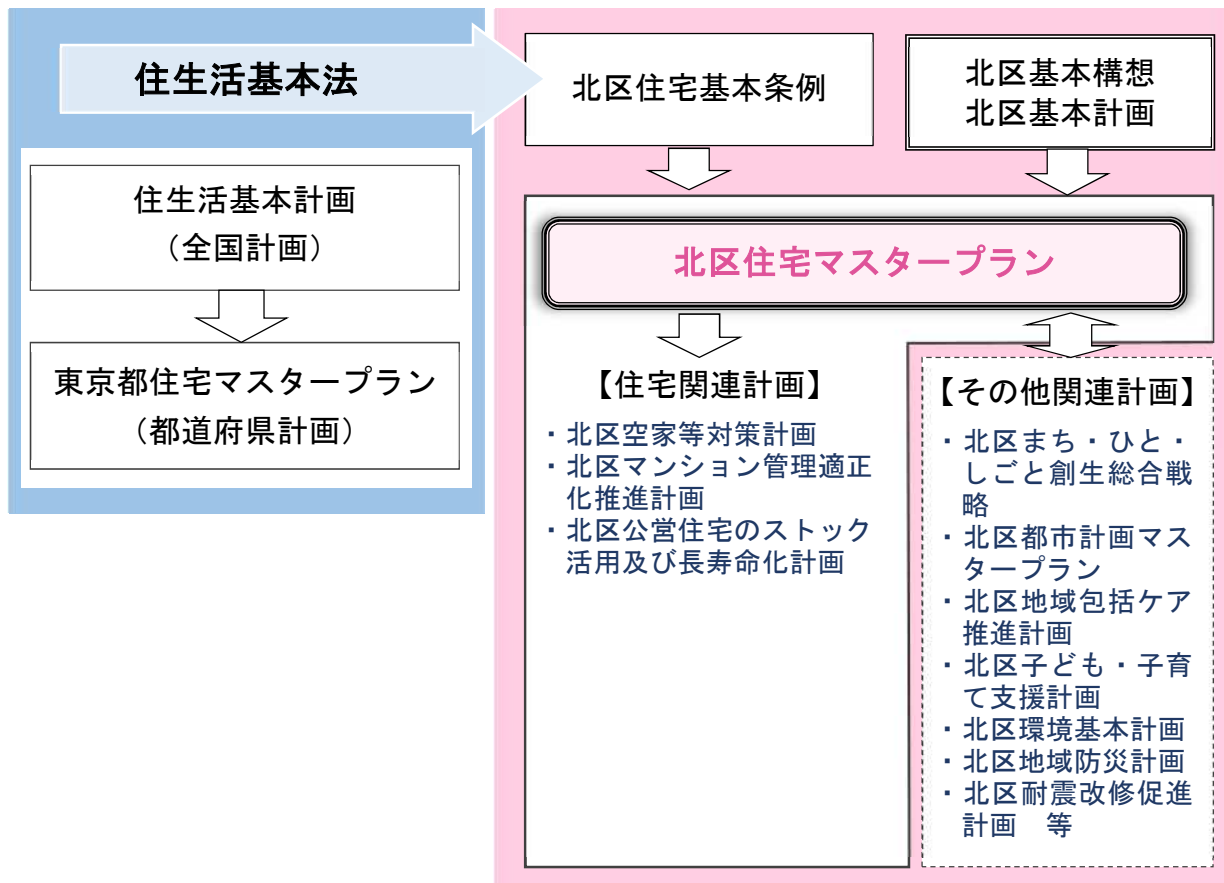 住生活基本法
住生活基本計画
（全国計画）
東京都住宅マスタープラン
（都道府県計画）
北区住宅基本条例
北区基本構想
北区基本計画
北区住宅マスタープラン
【住宅関連計画】
・北区空家等対策計画
・北区マンション管理適正
化推進計画
・北区公営住宅のストック
活用及び長寿命化計画
【その他関連計画】
・北区まち・ひと・
しごと創生総合戦
略
・北区都市計画マス
タープラン
・北区地域包括ケア
推進計画
・北区子ども・子育
て支援計画
・北区環境基本計画
・北区地域防災計画
・北区耐震改修促進
計画　等